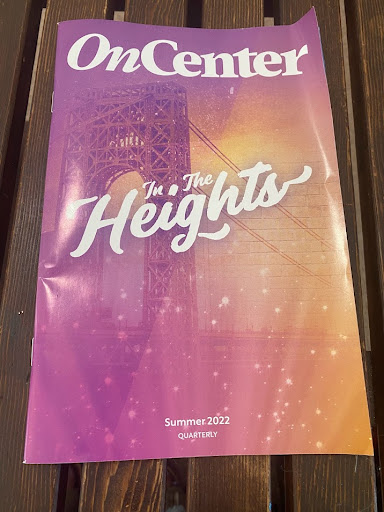 OnCenter
In The
Heights
Summer 2022
QUARTERLY